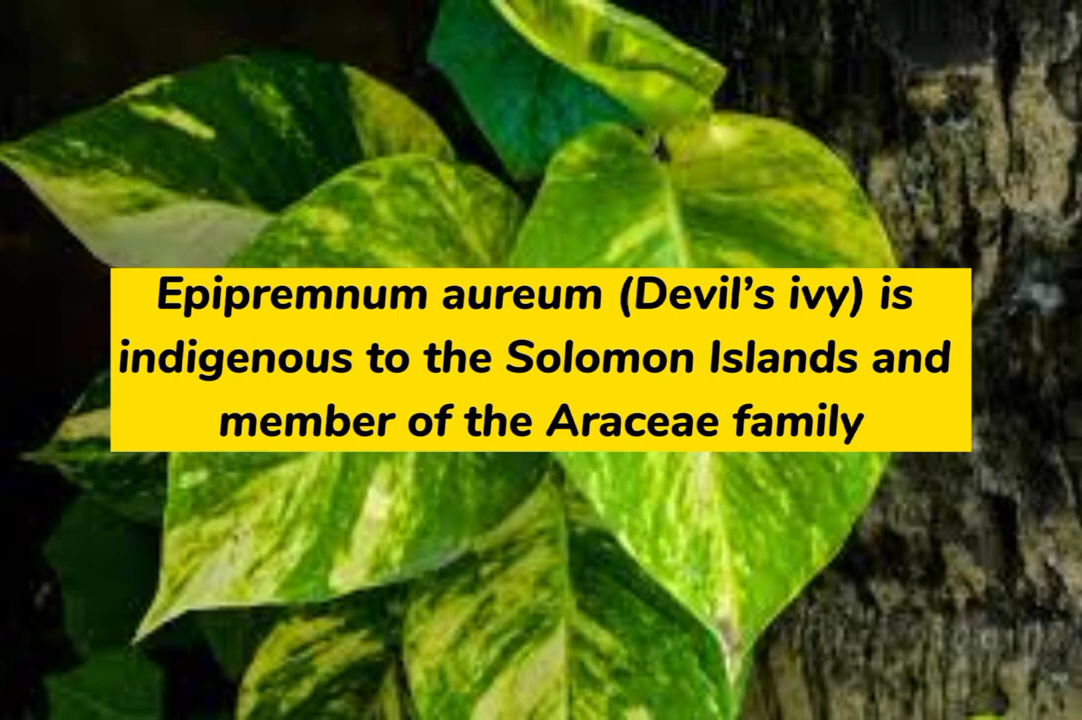 Epipremnum aureum (Devil’s ivy) is
indigenous to the Solomon Islands and
member of the Araceae family